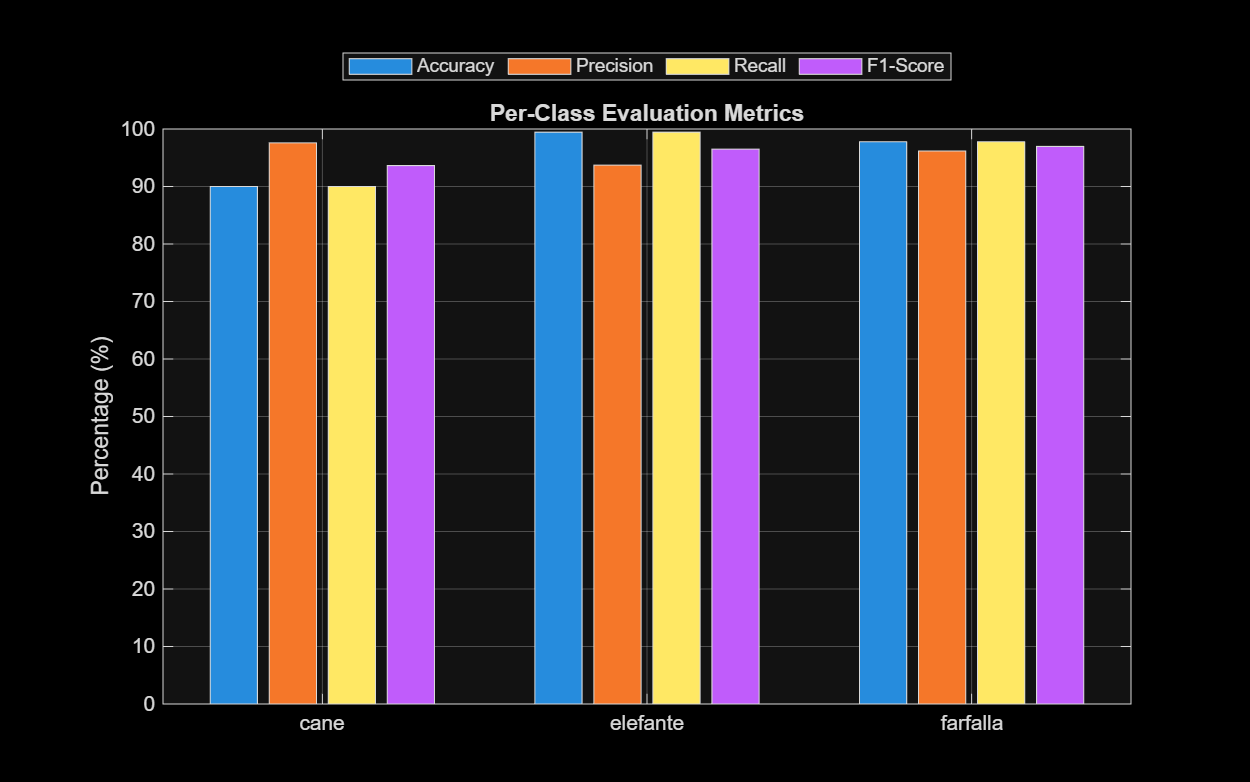 Accuracy Precision Recall F1-Score
Per-Class Evaluation Metrics
Percentage (%)
100
90
80
70
60
50
40
30
20
10
0
cane elefante farfalla